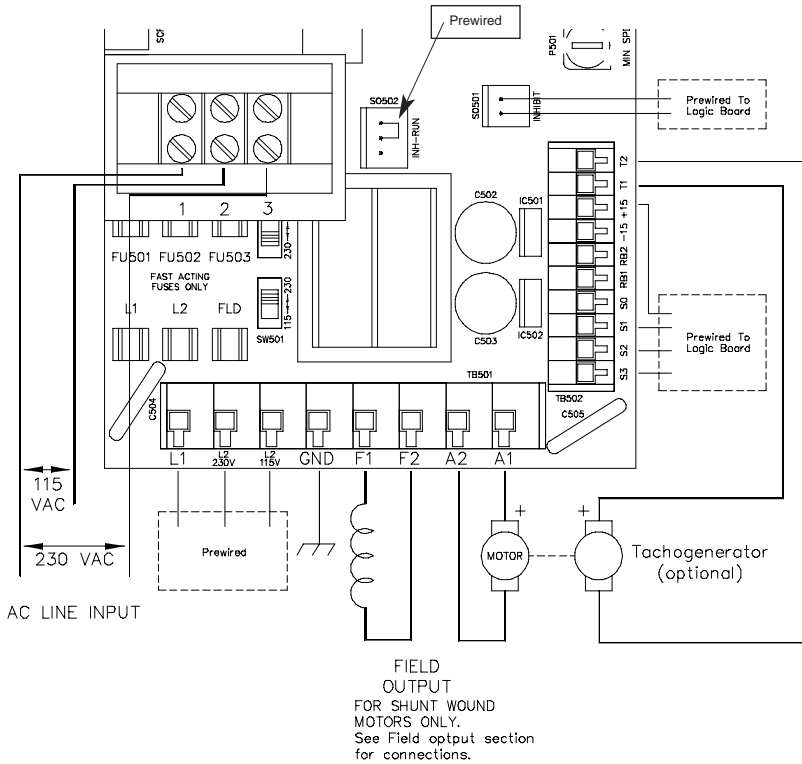 Prewired
SO502
INH-RUN
SO501
INHIBIT
P501
MIN SPD
Prewired To
Logic Board
1 2 3
FU501 FU502 FU503
FAST ACTING
FUSES ONLY
230
L1 L2 FLD
115 230
SW501
C502
IC501
C503
IC502
T2
T1
+15
-15
RB2
RB1
S0
S1
S2
S3
Prewired To
Logic Board
TB501
TB502
C504
C505
L1
L2
230V
L2
115V
GND
F1
F2
A2
A1
115
VAC
230 VAC
AC LINE INPUT
Prewired
+
MOTOR
+
Tachogenerator
(optional)
FIELD
OUTPUT
FOR SHUNT WOUND
MOTORS ONLY.
See Field optput section
for connections.